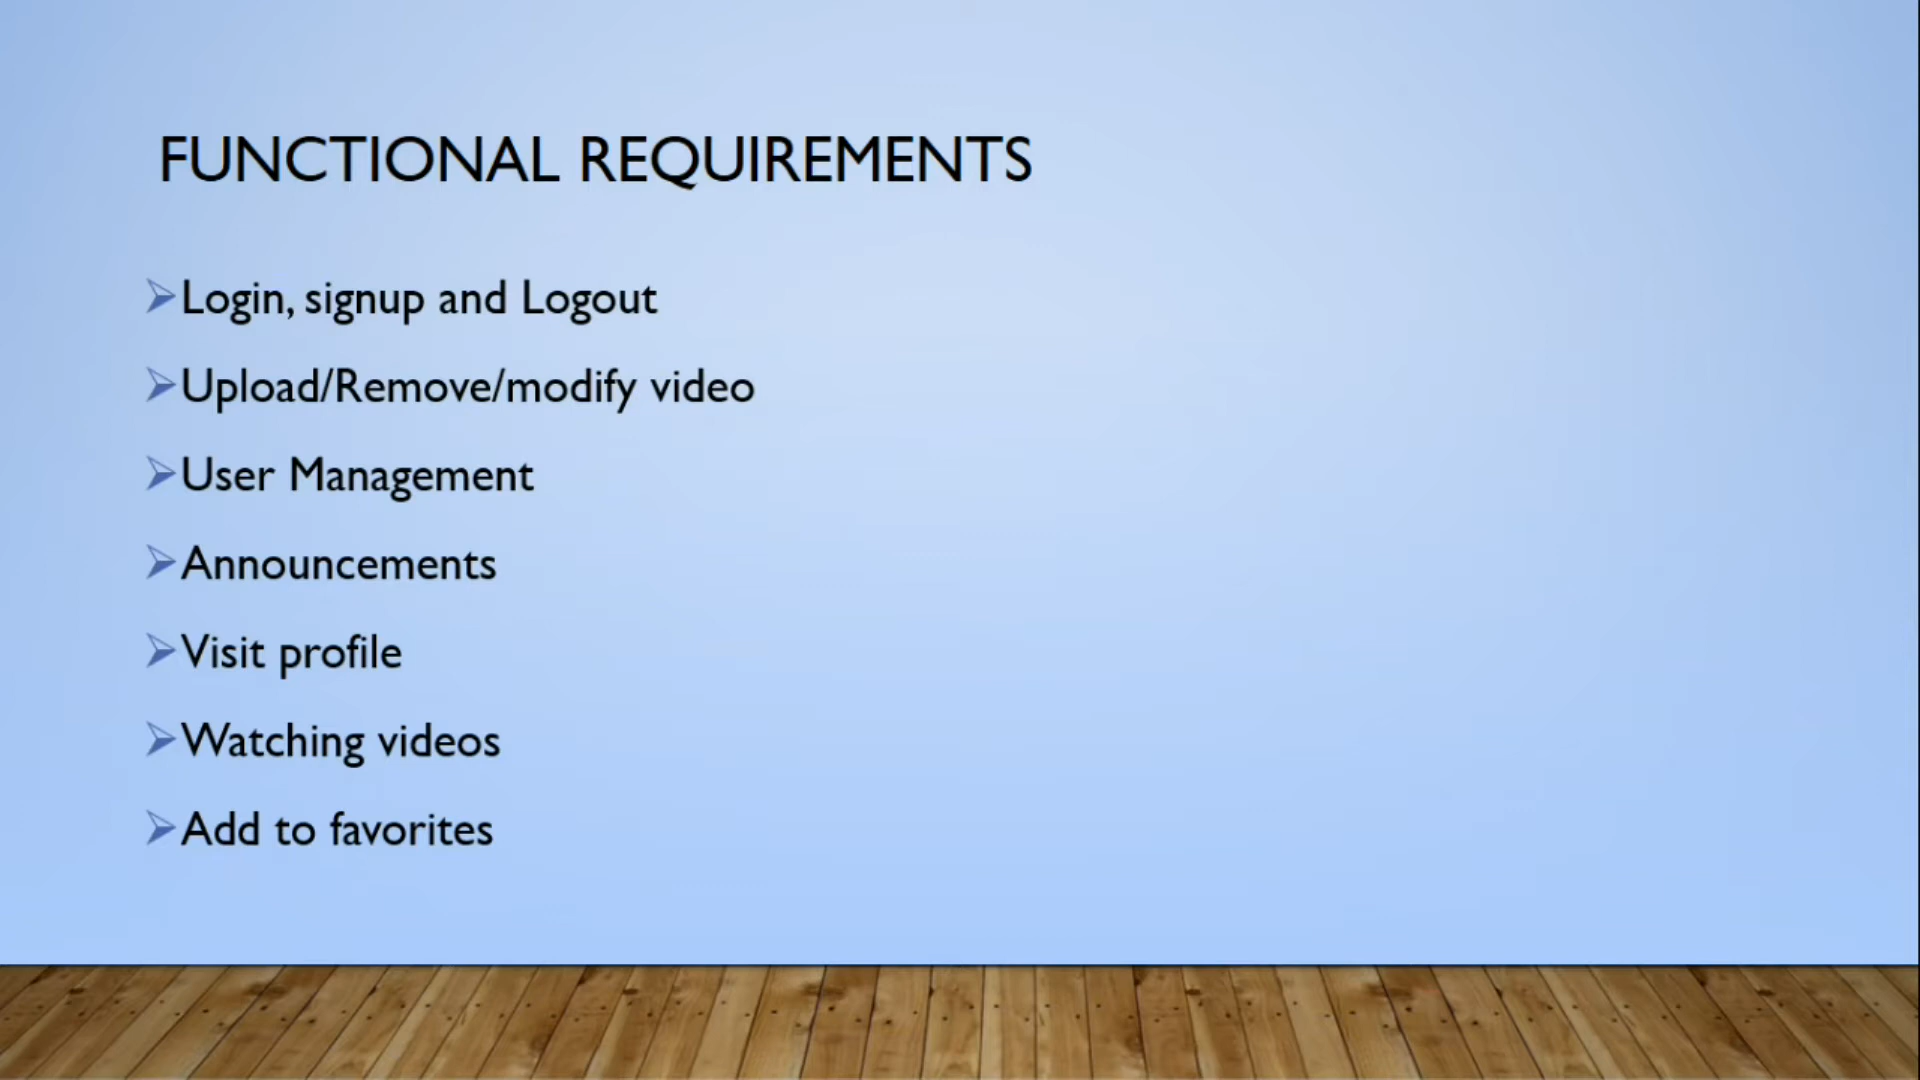 FUNCTIONAL REQUIREMENTS
Login, signup and Logout
Upload/Remove/modify video
User Management
Announcements
Visit profile
Watching videos
Add to favorites